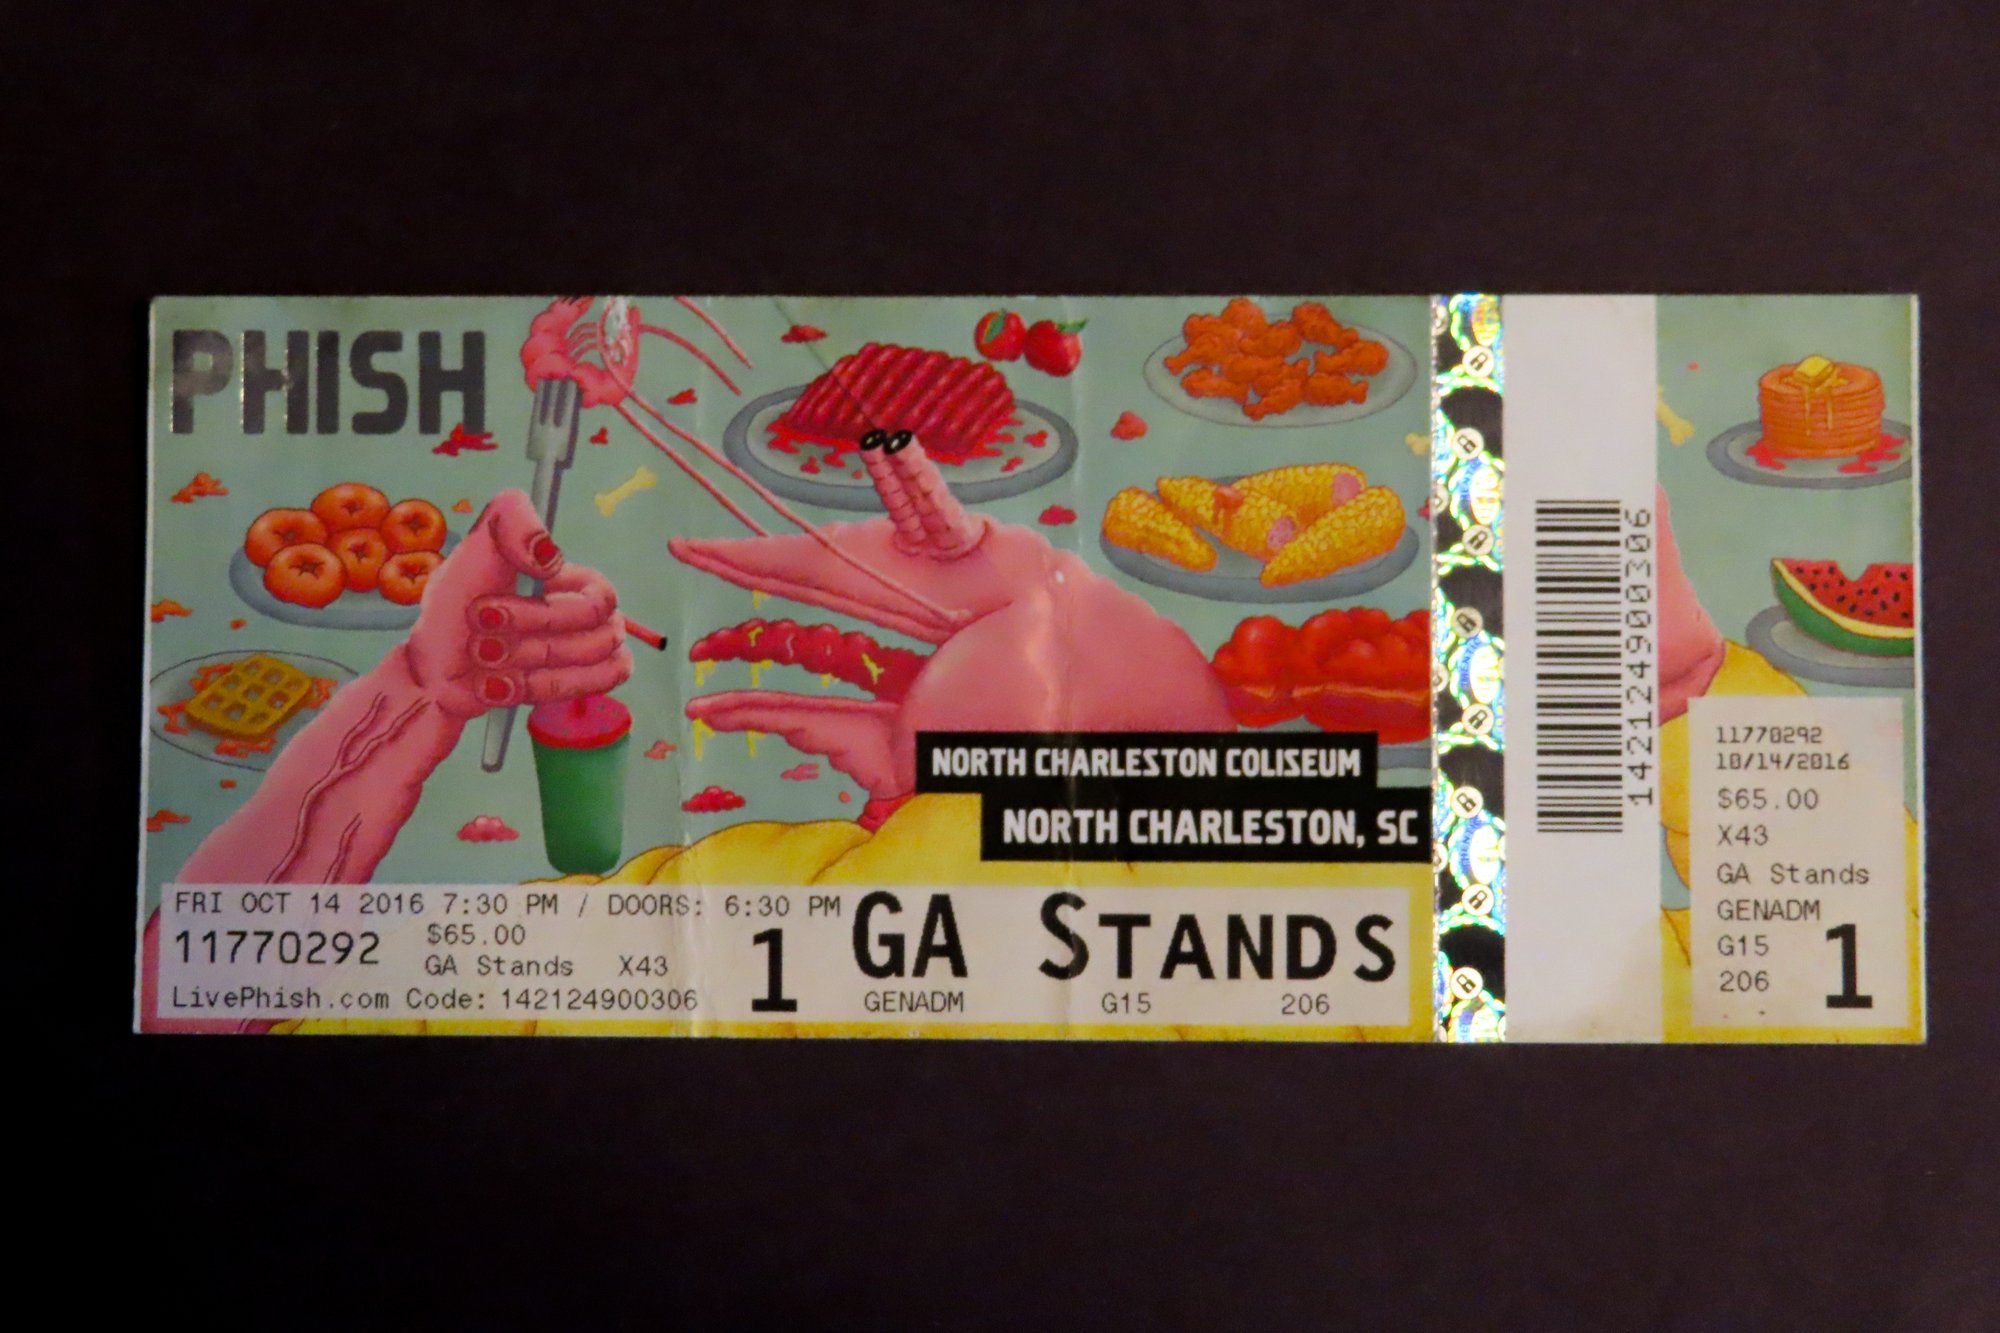 PHISH
NORTH CHARLESTON COLISEUM
NORTH CHARLESTON, SC
FRI OCT 14 2016 7:30 PM / DOORS: 6:30 PM
11770292
$65.00
GA Stands X43
LivePhish.com Code: 142124900306
1
GA STANDS
GENADM G15 206
142124900306
11770292
10/14/2016
$65.00
X43
GA Stands
GENADM
G15
206
1